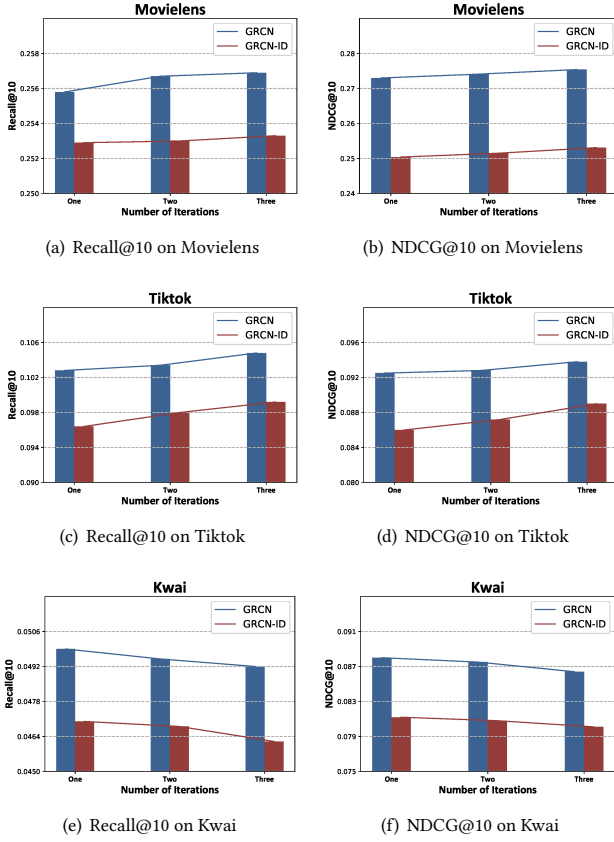 Movielens
GRCN
GRCN-ID
Recall@10
0.258
0.256
0.254
0.252
0.250
One
Two
Three
Number of Iterations
(a) Recall@10 on Movielens
Movielens
GRCN
GRCN-ID
NDCG@10
0.28
0.27
0.26
0.25
0.24
One
Two
Three
Number of Iterations
(b) NDCG@10 on Movielens
Tiktok
GRCN
GRCN-ID
Recall@10
0.106
0.102
0.098
0.094
0.090
One
Two
Three
Number of Iterations
(c) Recall@10 on Tiktok
Tiktok
GRCN
GRCN-ID
NDCG@10
0.096
0.092
0.088
0.084
0.080
One
Two
Three
Number of Iterations
(d) NDCG@10 on Tiktok
Kwai
GRCN
GRCN-ID
Recall@10
0.0506
0.0492
0.0478
0.0464
0.0450
One
Two
Three
Number of Iterations
(e) Recall@10 on Kwai
Kwai
GRCN
GRCN-ID
NDCG@10
0.091
0.087
0.083
0.079
0.075
One
Two
Three
Number of Iterations
(f) NDCG@10 on Kwai